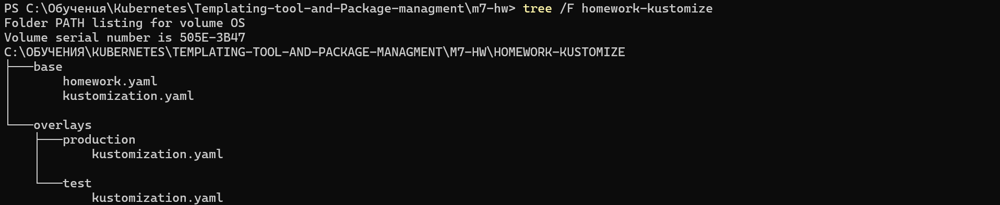 PS C:\Обучения\Kubernetes\Templating-tool-and-Package-managment\m7-hw> tree /F homework-kustomize
Folder PATH listing for volume OS
Volume serial number is 505E-3B47
C:\ОБУЧЕНИЯ\KUBERNETES\TEMPLATING-TOOL-AND-PACKAGE-MANAGMENT\M7-HW\HOMEWORK-KUSTOMIZE
├───base
│       homework.yaml
│       kustomization.yaml
│
└───overlays
    ├───production
    │       kustomization.yaml
    │
    └───test
            kustomization.yaml